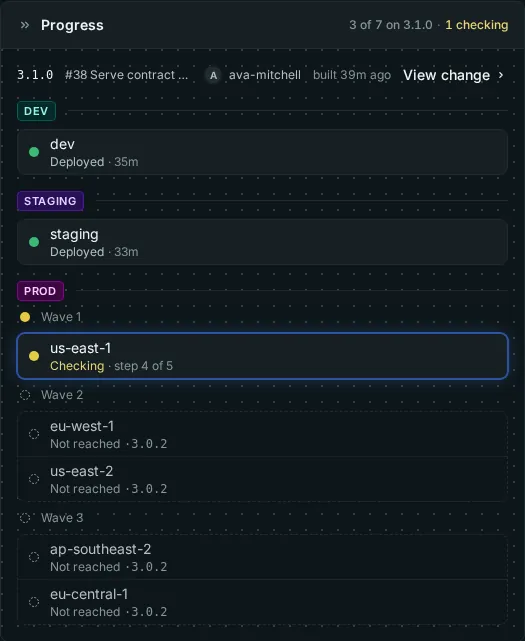 » Progress 3 of 7 on 3.1.0 · 1 checking
3.1.0 #38 Serve contract ... A ava-mitchell built 39m ago View change ›
DEV
dev
Deployed · 35m
STAGING
staging
Deployed · 33m
PROD
Wave 1
us-east-1
Checking · step 4 of 5
Wave 2
eu-west-1
Not reached ·3.0.2
us-east-2
Not reached ·3.0.2
Wave 3
ap-southeast-2
Not reached ·3.0.2
eu-central-1
Not reached ·3.0.2